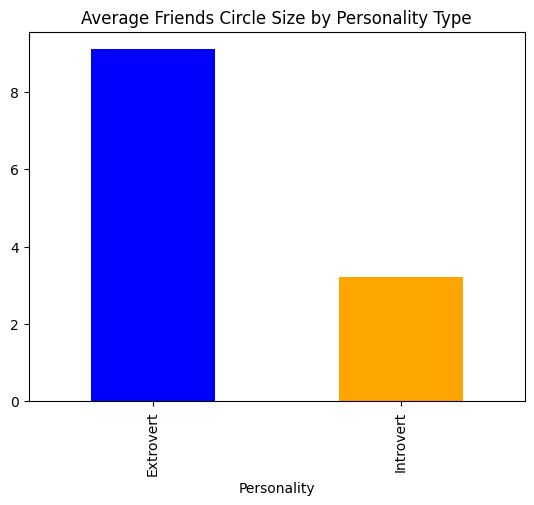 Average Friends Circle Size by Personality Type
8
6
4
2
0
Extrovert
Introvert
Personality